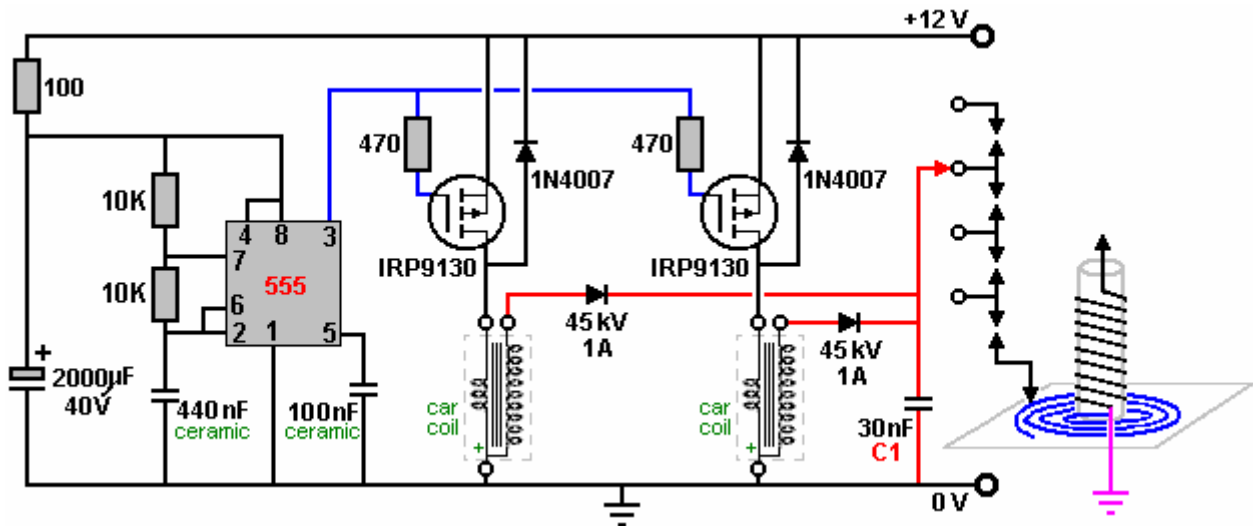 +12 V
100
470
470
1N4007
1N4007
10K
4 8 3
7
10K
555
6
2 1 5
IRP9130
IRP9130
45 kV
1A
45 kV
1A
+
2000µF
40V
440 nF
ceramic
100nF
ceramic
car
coil
+
car
coil
+
30nF
C1
0 V